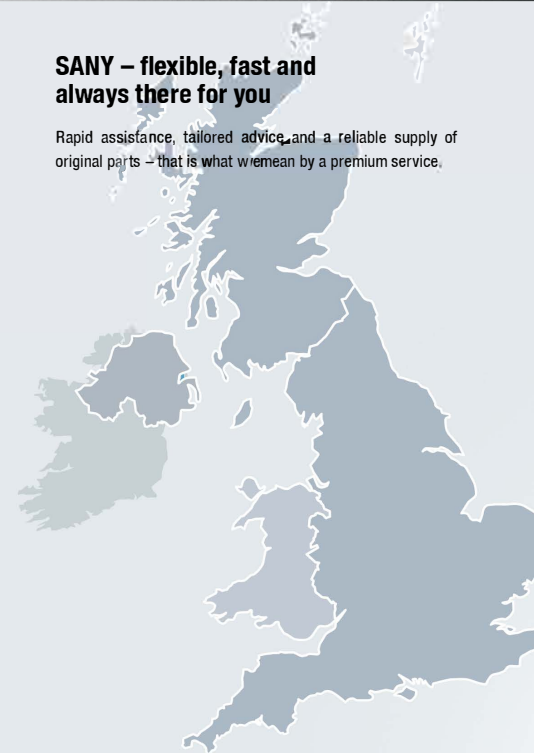 SANY – flexible, fast and
always there for you
Rapid assistance, tailored advice and a reliable supply of
original parts – that is what wemean by a premium service.